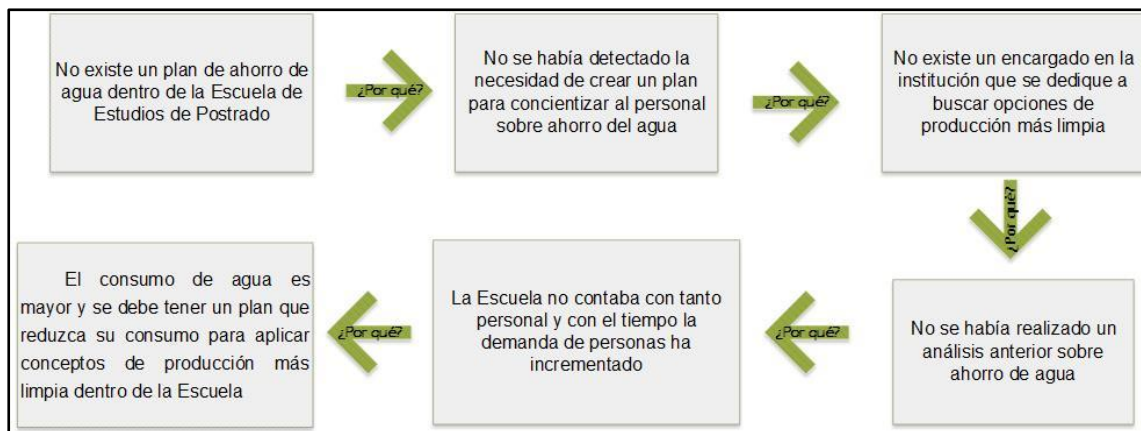 No existe un plan de ahorro de
agua dentro de la Escuela de
Estudios de Postrado
¿Por qué?
No se había detectado la
necesidad de crear un plan
para concientizar al personal
sobre ahorro del agua
¿Por qué?
No existe un encargado en la
institución que se dedique a
buscar opciones de
producción más limpia
¿Por qué?
No se había realizado un
análisis anterior sobre
ahorro de agua
¿Por qué?
La Escuela no contaba con tanto
personal y con el tiempo la
demanda de personas ha
incrementado
¿Por qué?
El consumo de agua es
mayor y se debe tener un plan que
reduzca su consumo para aplicar
conceptos de producción más
limpia dentro de la Escuela